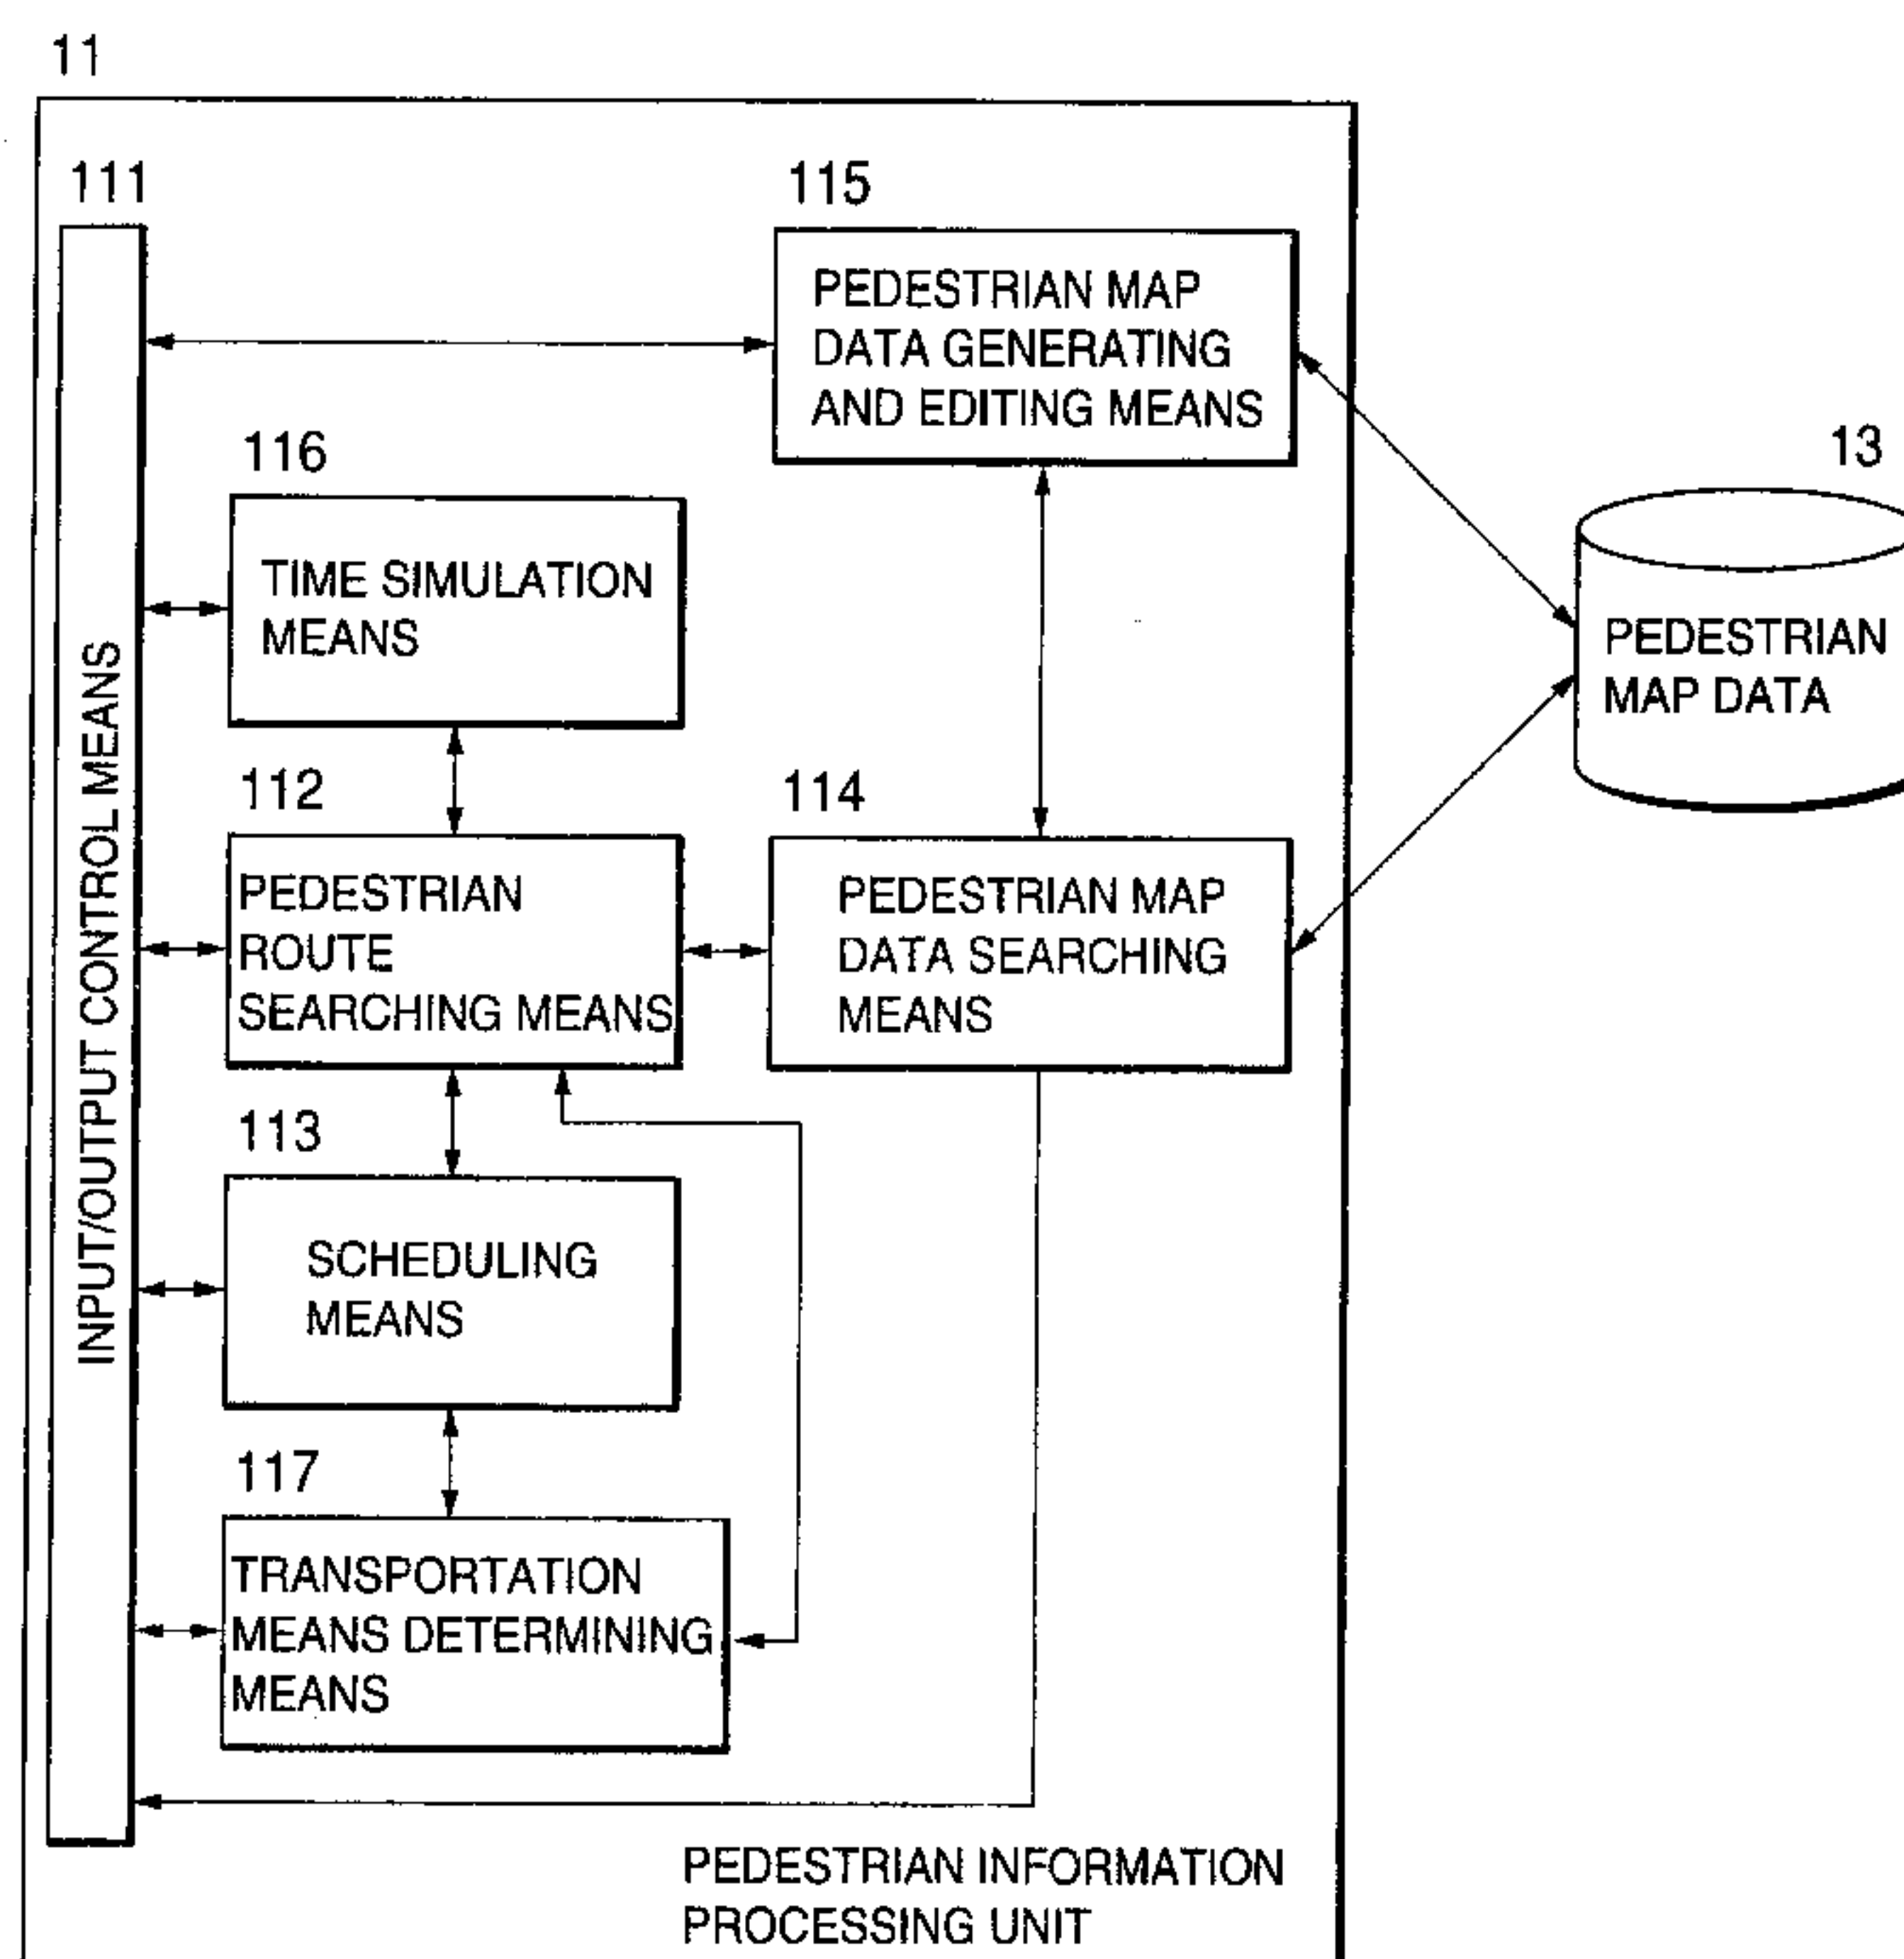 11
111
INPUT/OUTPUT CONTROL MEANS
115
PEDESTRIAN MAP
DATA GENERATING
AND EDITING MEANS
116
TIME SIMULATION
MEANS
13
PEDESTRIAN
MAP DATA
112
PEDESTRIAN
ROUTE
SEARCHING MEANS
114
PEDESTRIAN MAP
DATA SEARCHING
MEANS
113
SCHEDULING
MEANS
117
TRANSPORTATION
MEANS DETERMINING
MEANS
PEDESTRIAN INFORMATION
PROCESSING UNIT